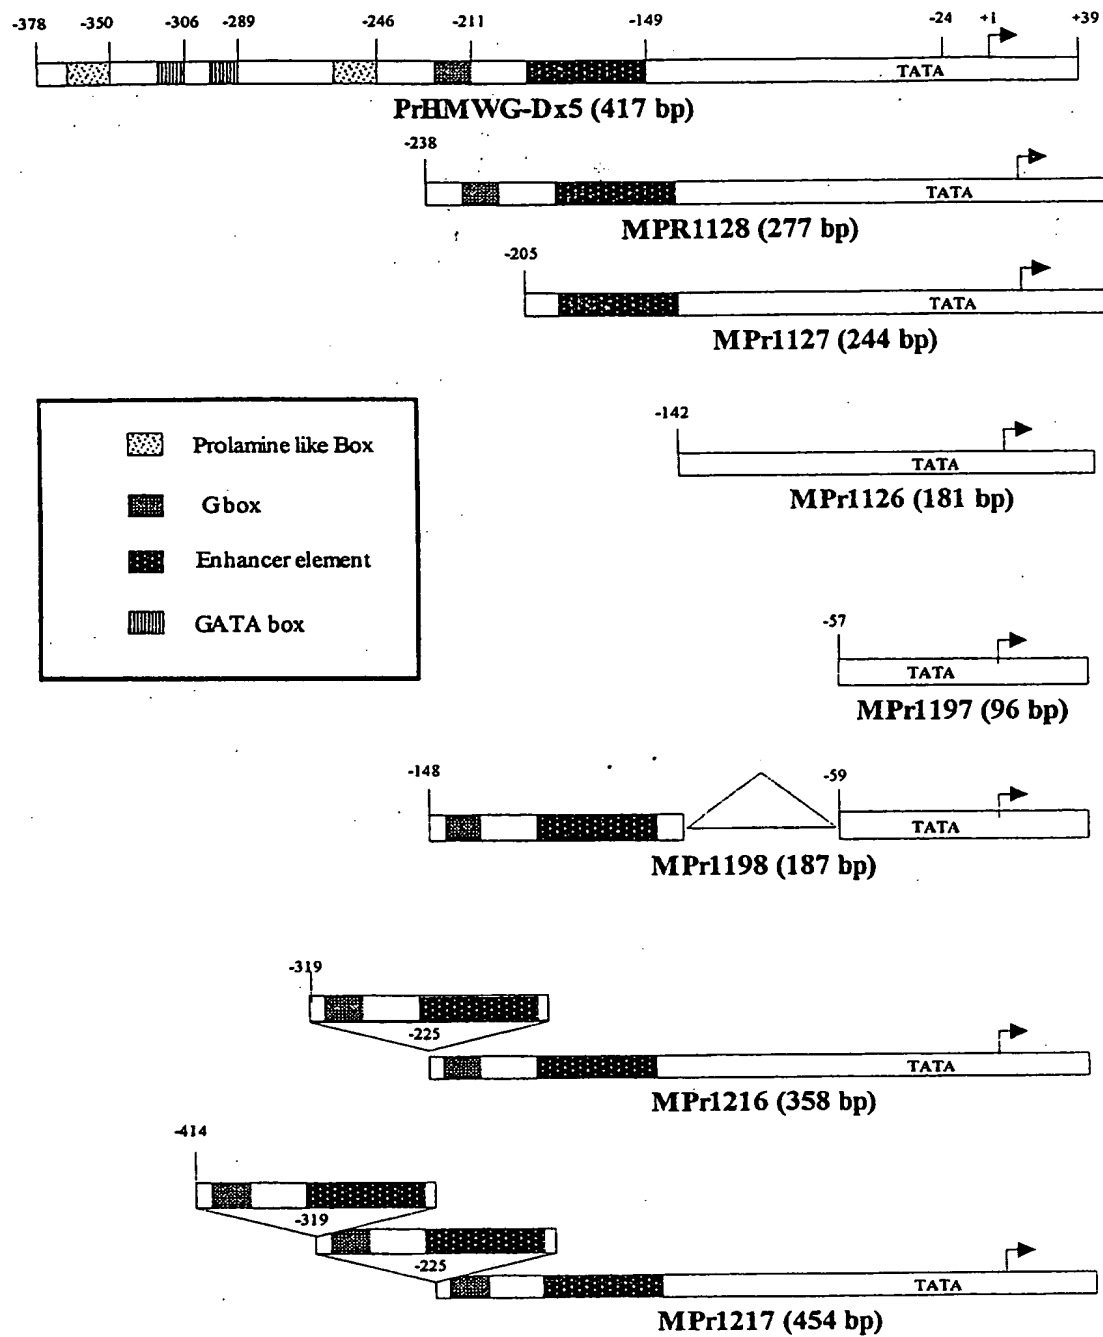 -378 -350 -306 -289 -246 -211 -149 -24 +1 +39
TATA
PrHMWG-Dx5 (417 bp)
-238
TATA
MPR1128 (277 bp)
-205
TATA
MPr1127 (244 bp)
Prolamine like Box
G box
Enhancer element
GATA box
-142
TATA
MPr1126 (181 bp)
-57
TATA
MPr1197 (96 bp)
-148 -59
TATA
MPr1198 (187 bp)
-319
-225
TATA
MPr1216 (358 bp)
-414
-319
-225
TATA
MPr1217 (454 bp)